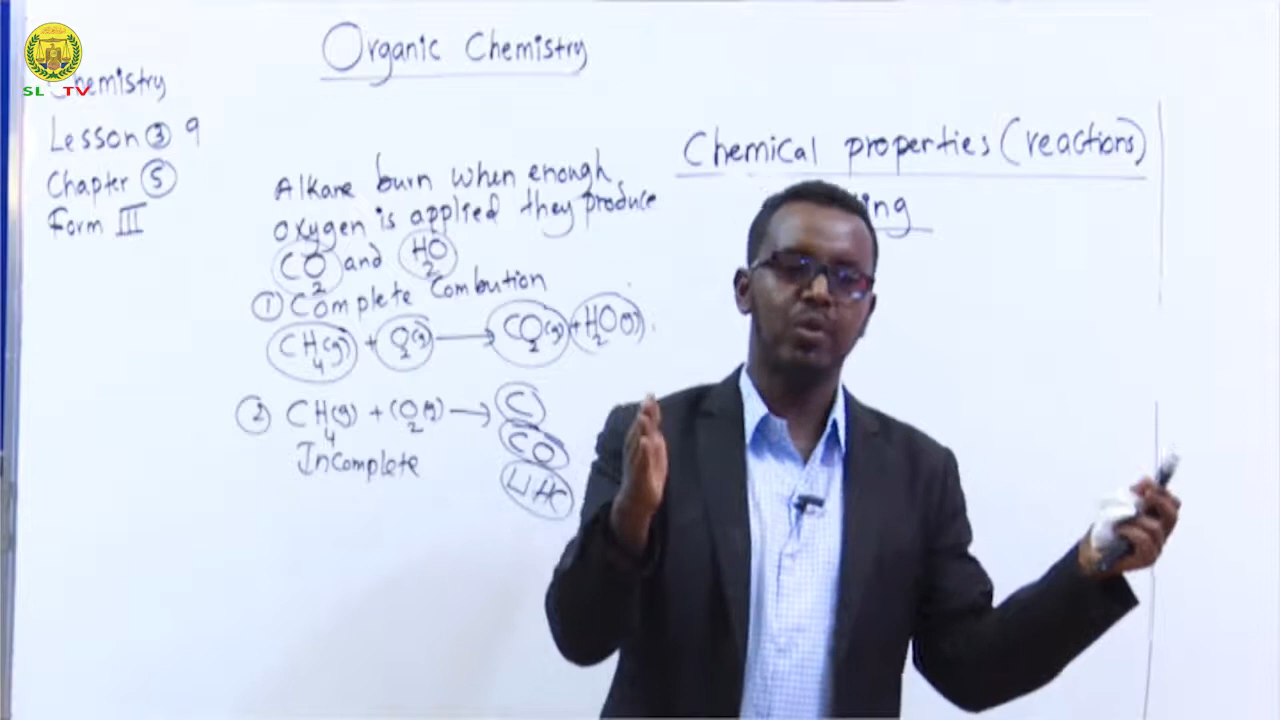 SL TV
Organic Chemistry
Chemistry
Lesson ③ 9
Chapter ⑤
Form III
Alkane burn when enough
oxygen is applied they produce
CO₂ and H₂O
① Complete Combution
CH₄(g) + O₂(g) → CO₂(g) + H₂O(g).
② CH₄(g) + (O₂(g) → C
CO
UHC
Incomplete
Chemical properties (reactions)